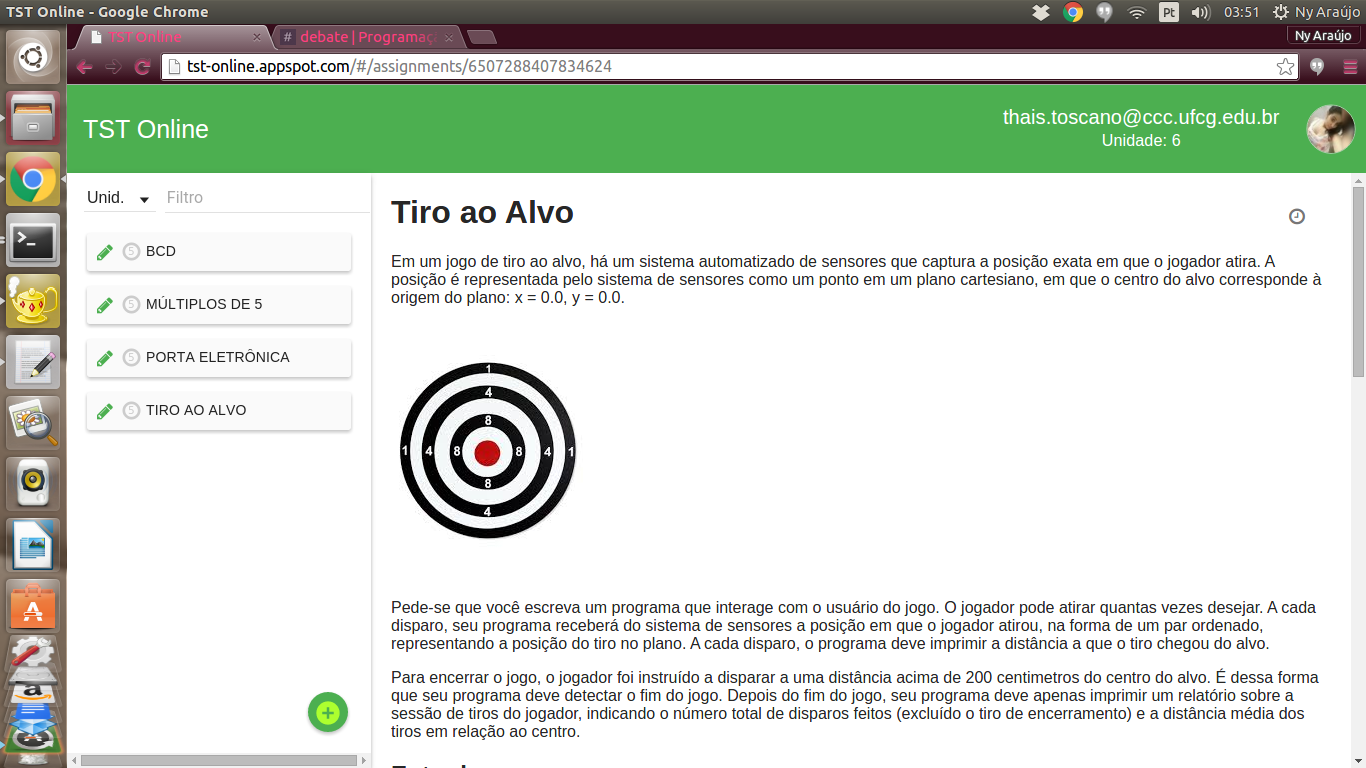 TST Online - Google Chrome
Pt
03:51
Ny Araújo
TST Online
debate | Programaç
Ny Araújo
tst-online.appspot.com/#/assignments/6507288407834624
TST Online
thais.toscano@ccc.ufcg.edu.br
Unidade: 6
Unid.
Filtro
5 BCD
5 MÚLTIPLOS DE 5
5 PORTA ELETRÔNICA
5 TIRO AO ALVO
Tiro ao Alvo
Em um jogo de tiro ao alvo, há um sistema automatizado de sensores que captura a posição exata em que o jogador atira. A
posição é representada pelo sistema de sensores como um ponto em um plano cartesiano, em que o centro do alvo corresponde à
origem do plano: x = 0.0, y = 0.0.
1
4
8
1 4 8 8 4 1
8
4
Pede-se que você escreva um programa que interage com o usuário do jogo. O jogador pode atirar quantas vezes desejar. A cada
disparo, seu programa receberá do sistema de sensores a posição em que o jogador atirou, na forma de um par ordenado,
representando a posição do tiro no plano. A cada disparo, o programa deve imprimir a distância a que o tiro chegou do alvo.
Para encerrar o jogo, o jogador foi instruído a disparar a uma distância acima de 200 centimetros do centro do alvo. É dessa forma
que seu programa deve detectar o fim do jogo. Depois do fim do jogo, seu programa deve apenas imprimir um relatório sobre a
sessão de tiros do jogador, indicando o número total de disparos feitos (excluído o tiro de encerramento) e a distância média dos
tiros em relação ao centro.